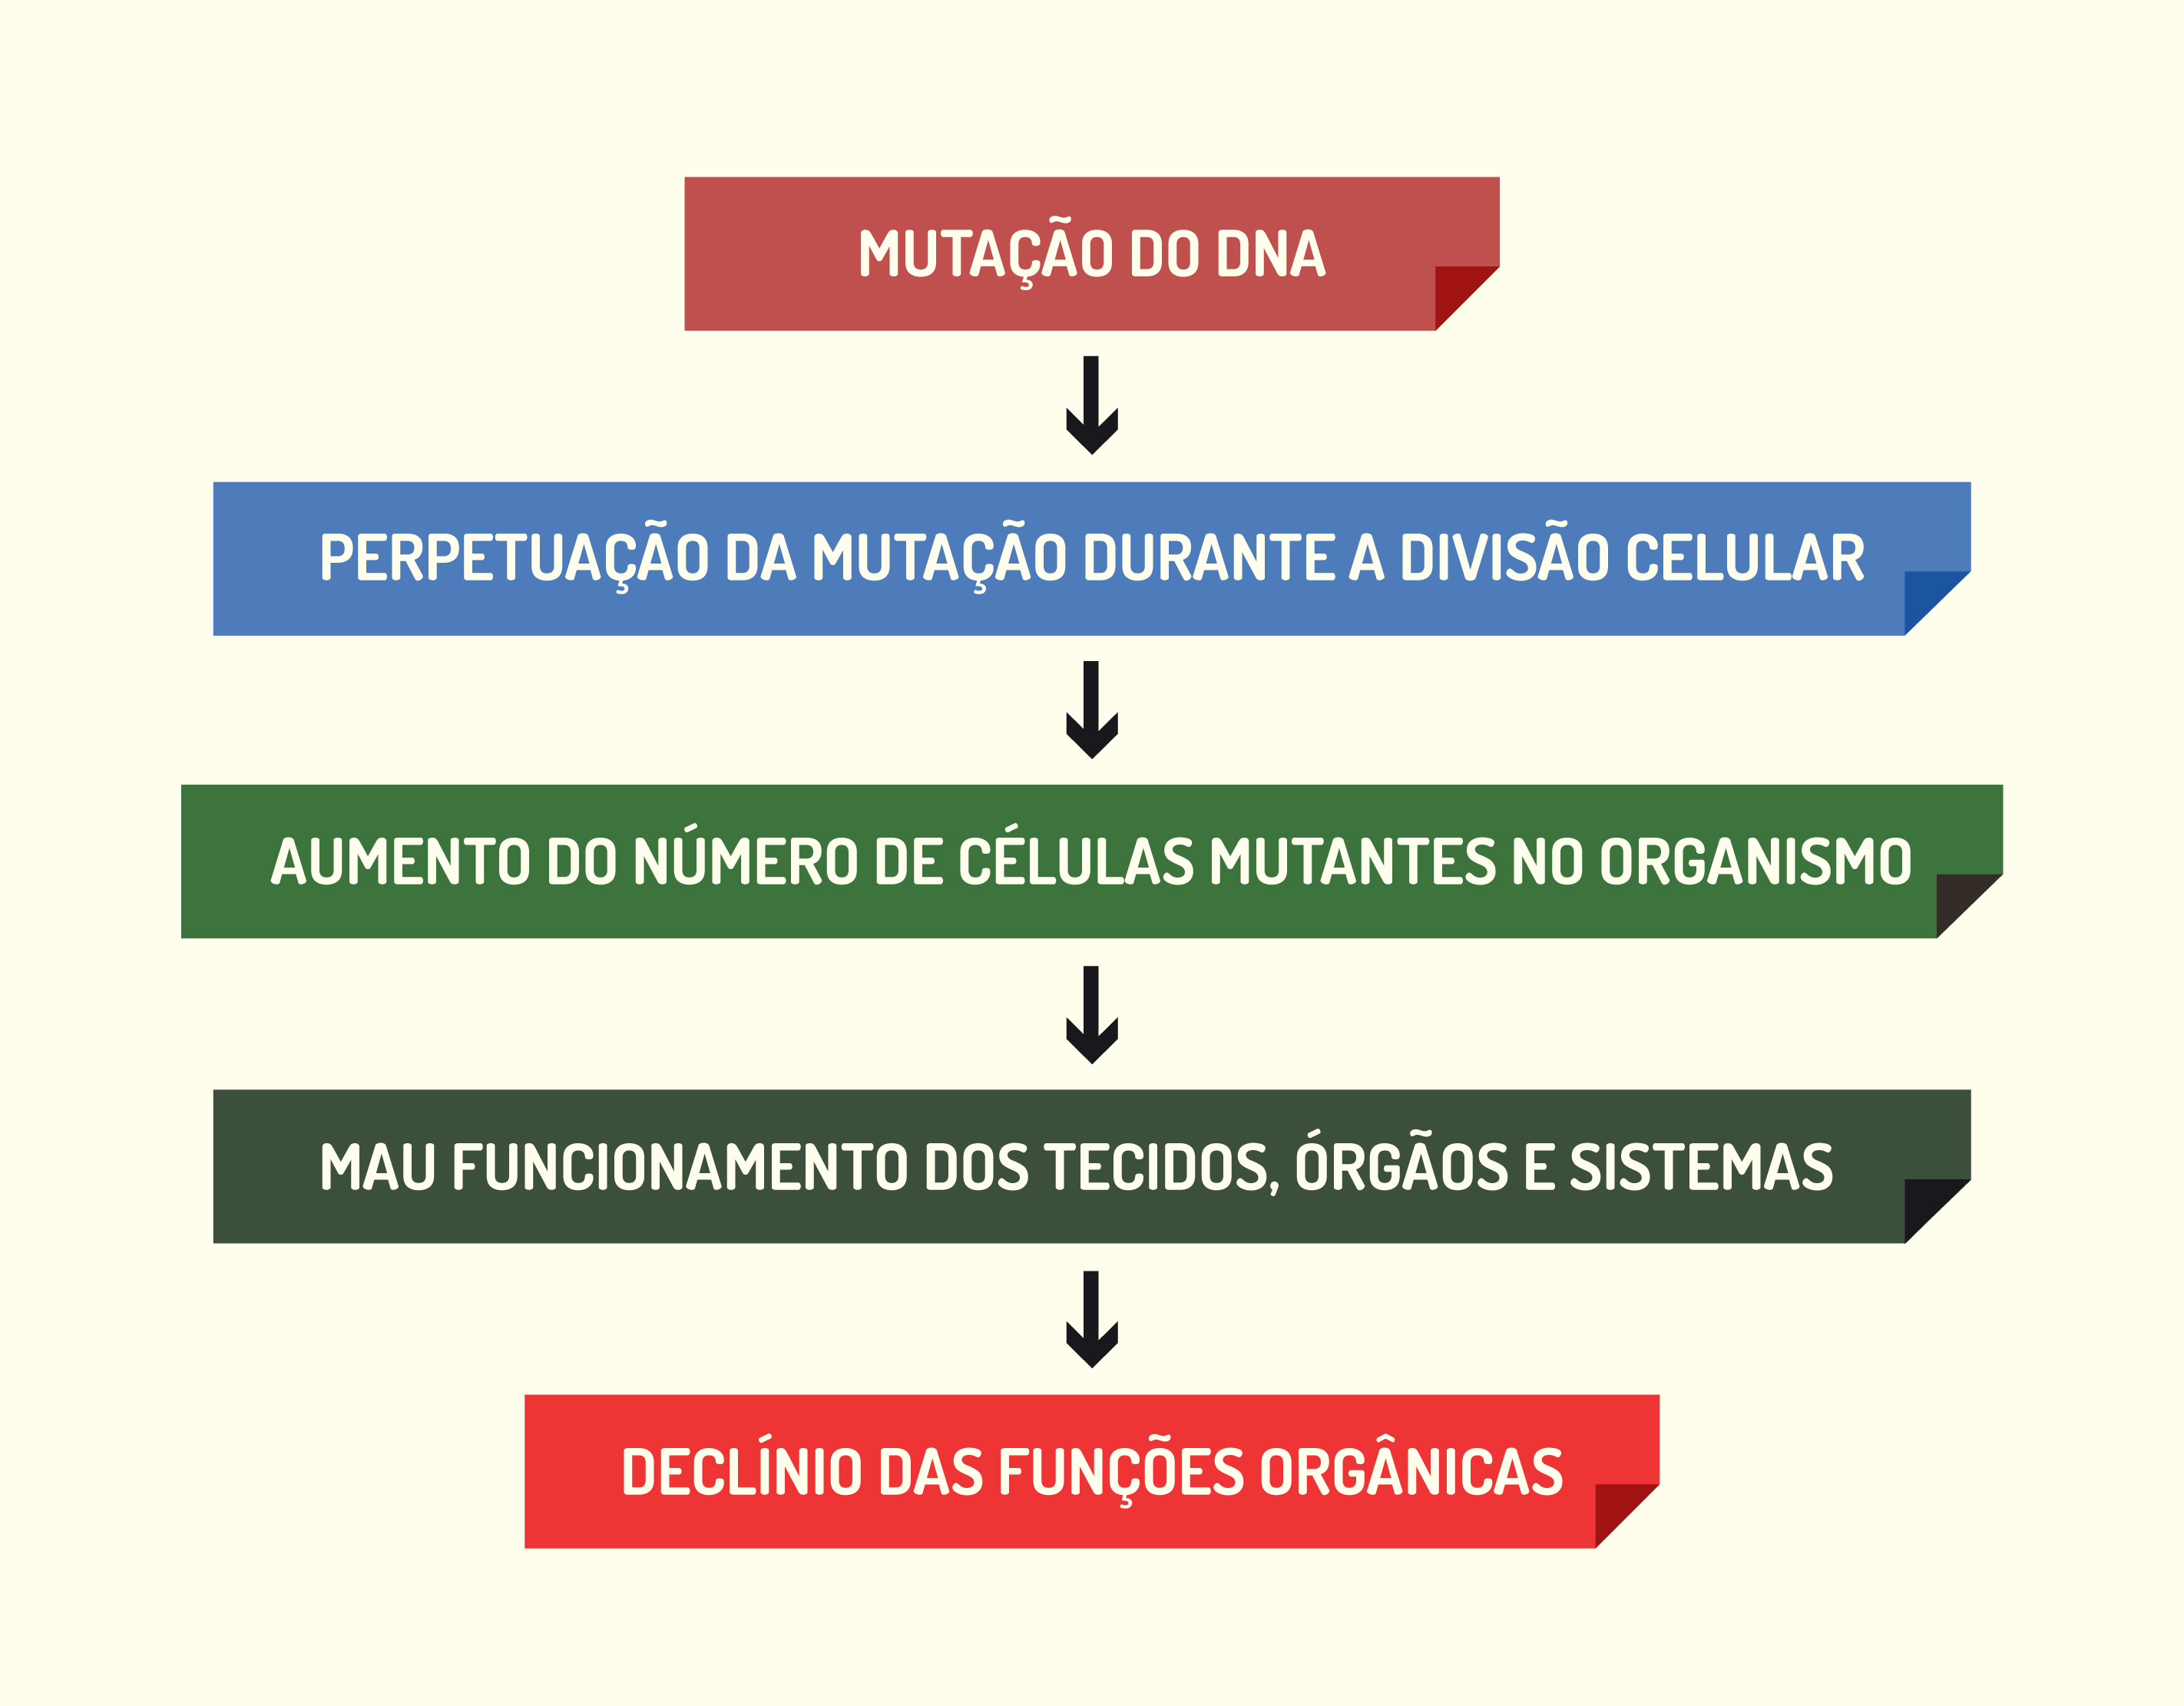 MUTAÇÃO DO DNA
PERPETUAÇÃO DA MUTAÇÃO DURANTE A DIVISÃO CELULAR
AUMENTO DO NÚMERO DE CÉLULAS MUTANTES NO ORGANISMO
MAU FUNCIONAMENTO DOS TECIDOS, ÓRGÃOS E SISTEMAS
DECLÍNIO DAS FUNÇÕES ORGÂNICAS